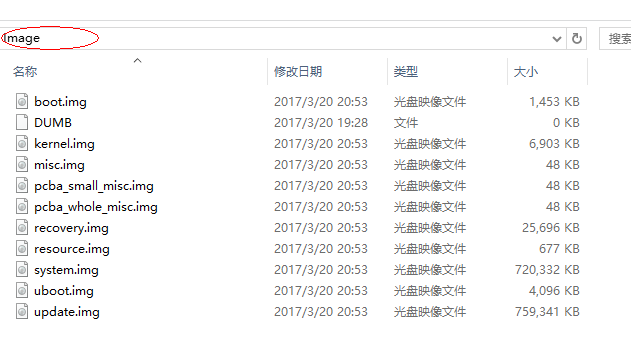 Image 搜索
名称 修改日期 类型 大小
boot.img 2017/3/20 20:53 光盘映像文件 1,453 KB
DUMB 2017/3/20 19:28 文件 0 KB
kernel.img 2017/3/20 20:53 光盘映像文件 6,903 KB
misc.img 2017/3/20 20:53 光盘映像文件 48 KB
pcba_small_misc.img 2017/3/20 20:53 光盘映像文件 48 KB
pcba_whole_misc.img 2017/3/20 20:53 光盘映像文件 48 KB
recovery.img 2017/3/20 20:53 光盘映像文件 25,696 KB
resource.img 2017/3/20 20:53 光盘映像文件 677 KB
system.img 2017/3/20 20:53 光盘映像文件 720,332 KB
uboot.img 2017/3/20 20:53 光盘映像文件 4,096 KB
update.img 2017/3/20 20:53 光盘映像文件 759,341 KB